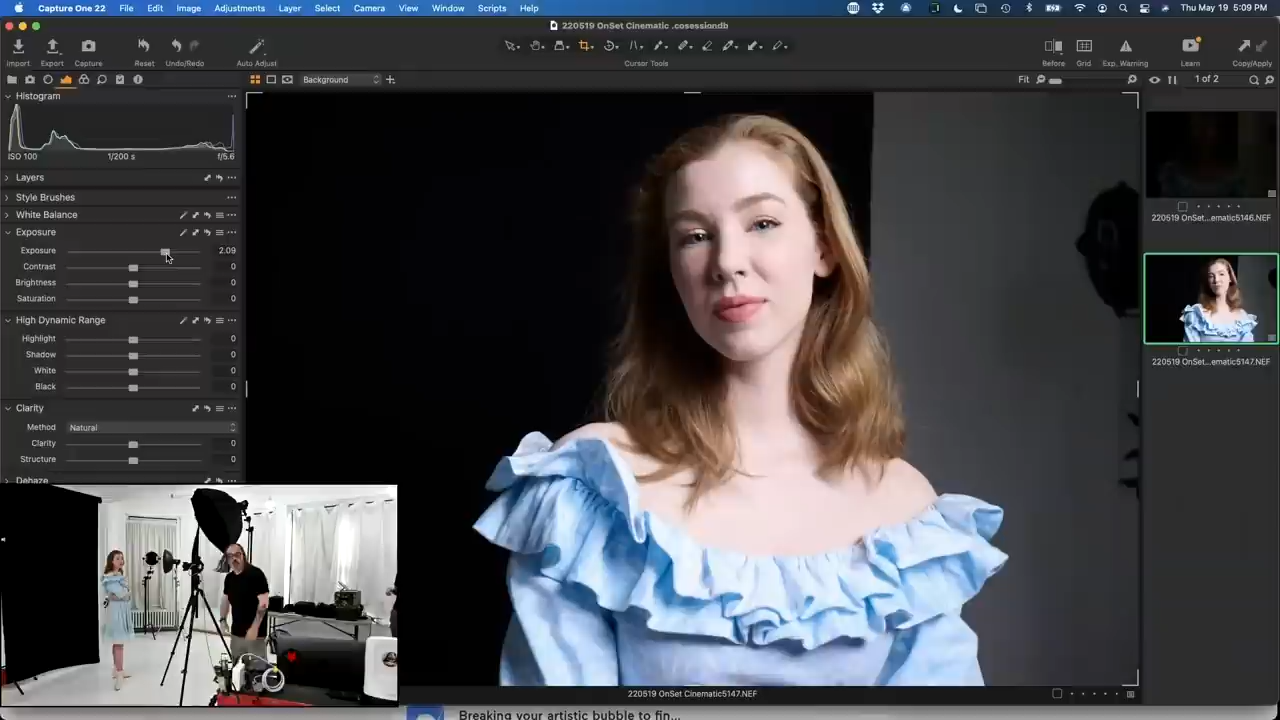 Capture One 22 File Edit Image Adjustments Layer Select Camera View Window Scripts Help Thu May 19 5:09 PM
220519 OnSet Cinematic .cosessiondb
Import Export Capture Reset Undo/Redo Auto Adjust Cursor Tools Before Grid Exp. Warning Learn Copy/Apply
Background Fit 1 of 2
Histogram
ISO 100 1/200 s f/5.6
Layers
Style Brushes
White Balance
Exposure
Exposure 2.09
Contrast 0
Brightness 0
Saturation 0
High Dynamic Range
Highlight 0
Shadow 0
White 0
Black 0
Clarity
Method Natural
Clarity 0
Structure 0
Dehaze
220519 OnSet...ematic5146.NEF
220519 OnSet...ematic5147.NEF
220519 OnSet Cinematic5147.NEF
Breaking your artistic bubble to fin...